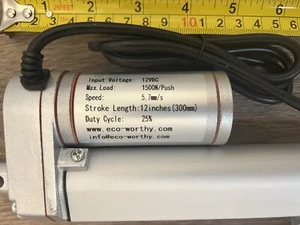 Input Voltage: 12VDC
Max. Load: 1500N/Push
Speed: 5.7mm/s
Stroke Length: 12inches(300mm)
Duty Cycle: 25%
www.eco-worthy.com
info@eco-worthy.com